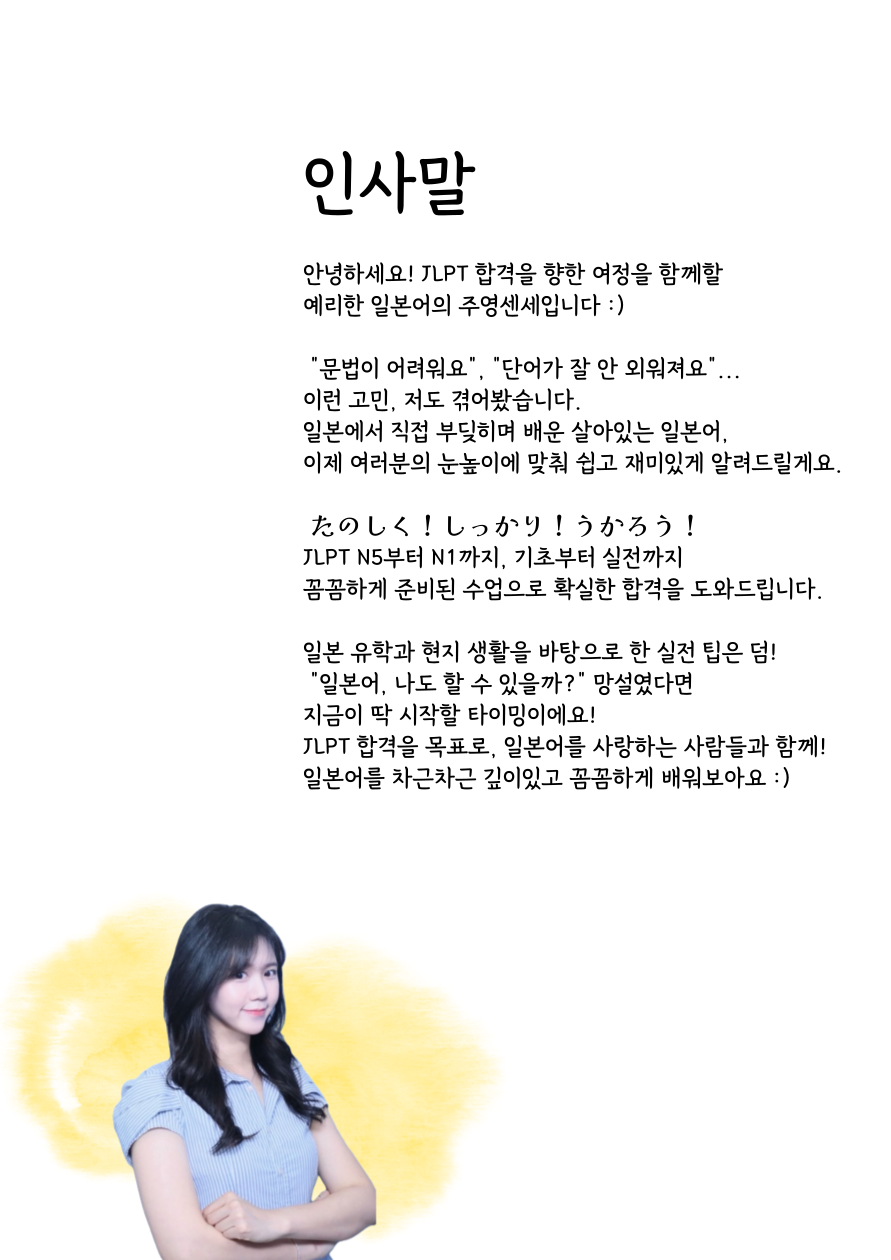 인사말
안녕하세요! JLPT 합격을 향한 여정을 함께할
예리한 일본어의 주영센세입니다 :)
"문법이 어려워요", "단어가 잘 안 외워져요"...
이런 고민, 저도 겪어봤습니다.
일본에서 직접 부딪히며 배운 살아있는 일본어,
이제 여러분의 눈높이에 맞춰 쉽고 재미있게 알려드릴게요.
たのしく！しっかり！うかろう！
JLPT N5부터 N1까지, 기초부터 실전까지
꼼꼼하게 준비된 수업으로 확실한 합격을 도와드립니다.
일본 유학과 현지 생활을 바탕으로 한 실전 팁은 덤!
"일본어, 나도 할 수 있을까?" 망설였다면
지금이 딱 시작할 타이밍이에요!
JLPT 합격을 목표로, 일본어를 사랑하는 사람들과 함께!
일본어를 차근차근 깊이있고 꼼꼼하게 배워보아요 :)